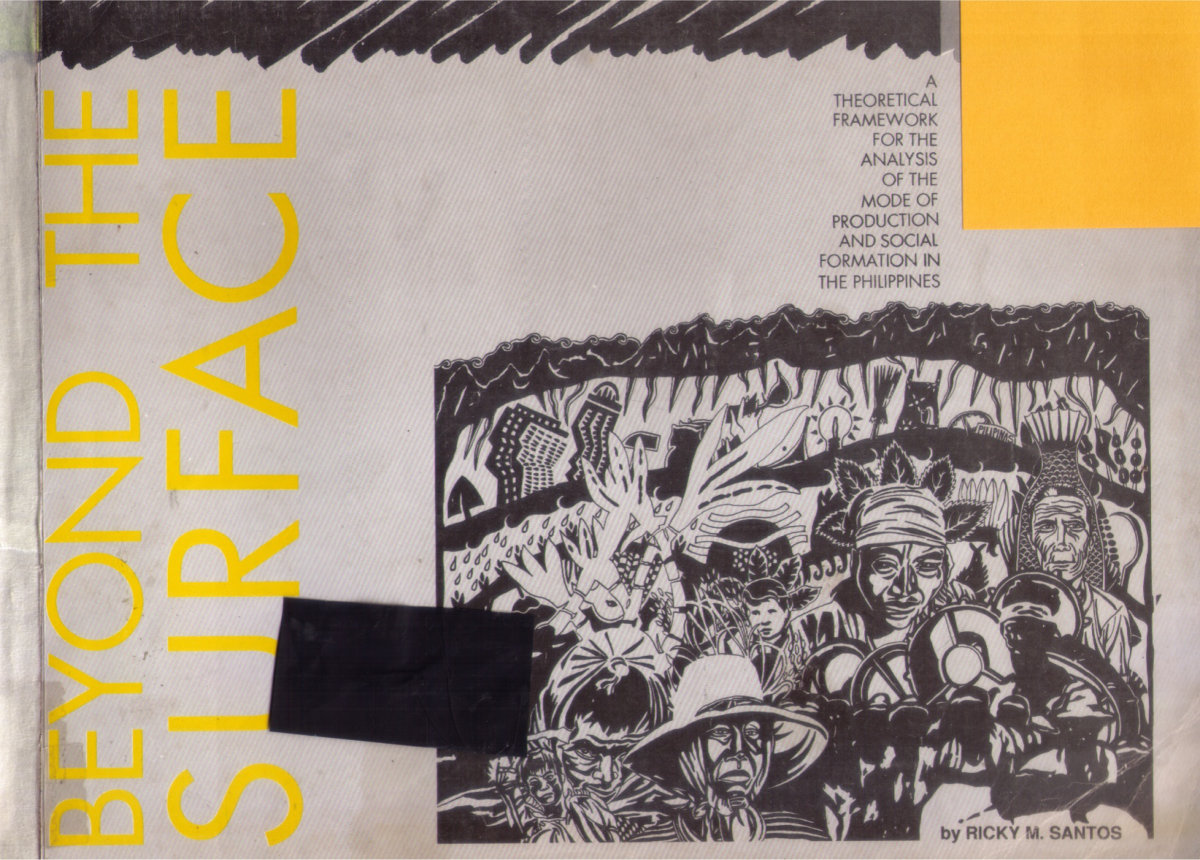 BEYOND THE
SURFACE
A
THEORETICAL
FRAMEWORK
FOR THE
ANALYSIS
OF THE
MODE OF
PRODUCTION
AND SOCIAL
FORMATION IN
THE PHILIPPINES
by RICKY M. SANTOS